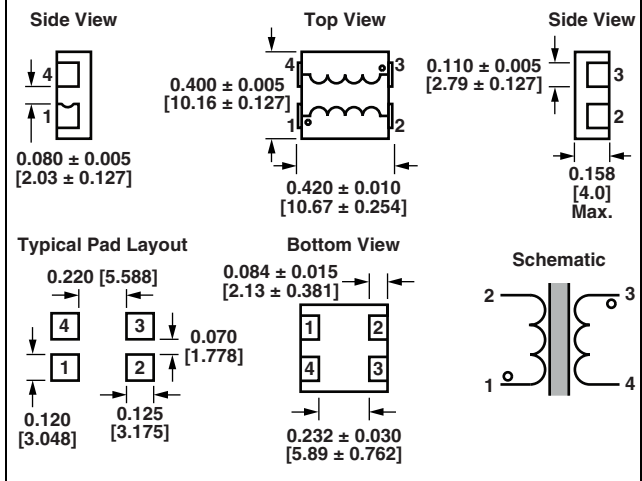 Side View
4
1
0.080 ± 0.005
[2.03 ± 0.127]
Top View
4
3
1
2
0.400 ± 0.005
[10.16 ± 0.127]
0.420 ± 0.010
[10.67 ± 0.254]
Side View
0.110 ± 0.005
[2.79 ± 0.127]
3
2
0.158
[4.0]
Max.
Typical Pad Layout
0.220 [5.588]
4
3
1
2
0.070
[1.778]
0.120
[3.048]
0.125
[3.175]
Bottom View
0.084 ± 0.015
[2.13 ± 0.381]
1
2
4
3
0.232 ± 0.030
[5.89 ± 0.762]
Schematic
2
3
1
4